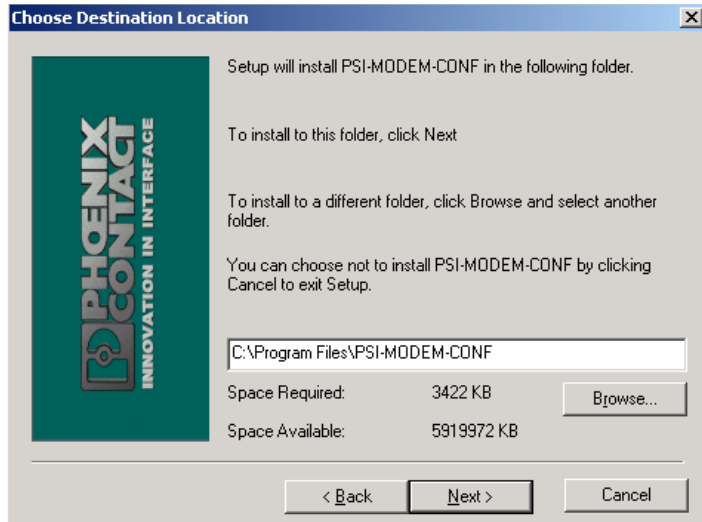 Choose Destination Location
PHŒNIX
CONTACT
INNOVATION IN INTERFACE
Setup will install PSI-MODEM-CONF in the following folder.
To install to this folder, click Next
To install to a different folder, click Browse and select another
folder.
You can choose not to install PSI-MODEM-CONF by clicking
Cancel to exit Setup.
C:\Program Files\PSI-MODEM-CONF
Space Required: 3422 KB
Browse...
Space Available: 5919972 KB
< Back Next > Cancel